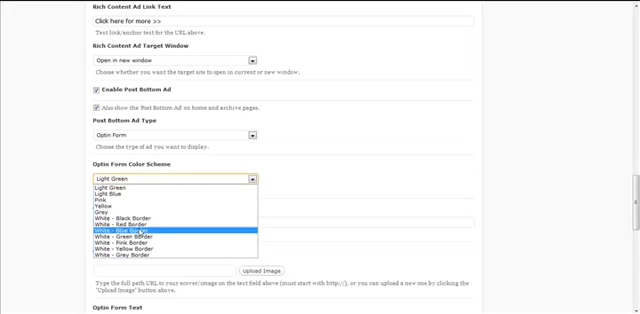 Rich Content Ad Link Text
Click here for more >>
Text link/anchor text for the URL above.
Rich Content Ad Target Window
Open in new window
Choose whether you want the target site to open in current or new window.
Enable Post Bottom Ad
Also show the 'Post Bottom Ad' on home and archive pages.
Post Bottom Ad Type
Optin Form
Choose the type of ad you want to display.
Optin Form Color Scheme
Light Green
Light Green
Light Blue
Pink
Yellow
Grey
White - Black Border
White - Red Border
White - Blue Border
White - Green Border
White - Pink Border
White - Yellow Border
White - Grey Border
Upload Image
Type the full path URL to your screen/image on the text field above (must start with http://), or you can upload a new one by clicking the
'Upload Image' button above.
Optin Form Text